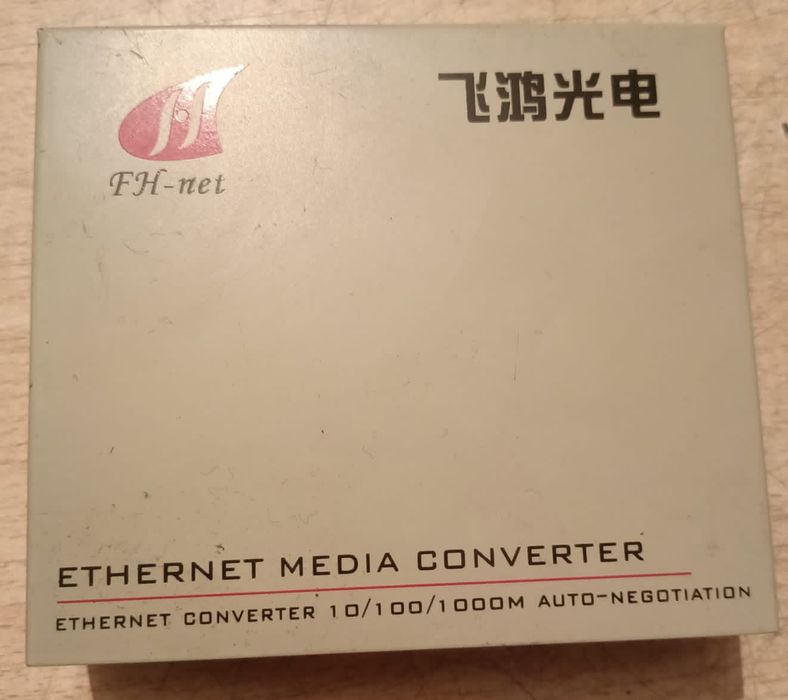 飞鸿光电
FH-net
ETHERNET MEDIA CONVERTER
ETHERNET CONVERTER 10/100/1000M AUTO-NEGOTIATION